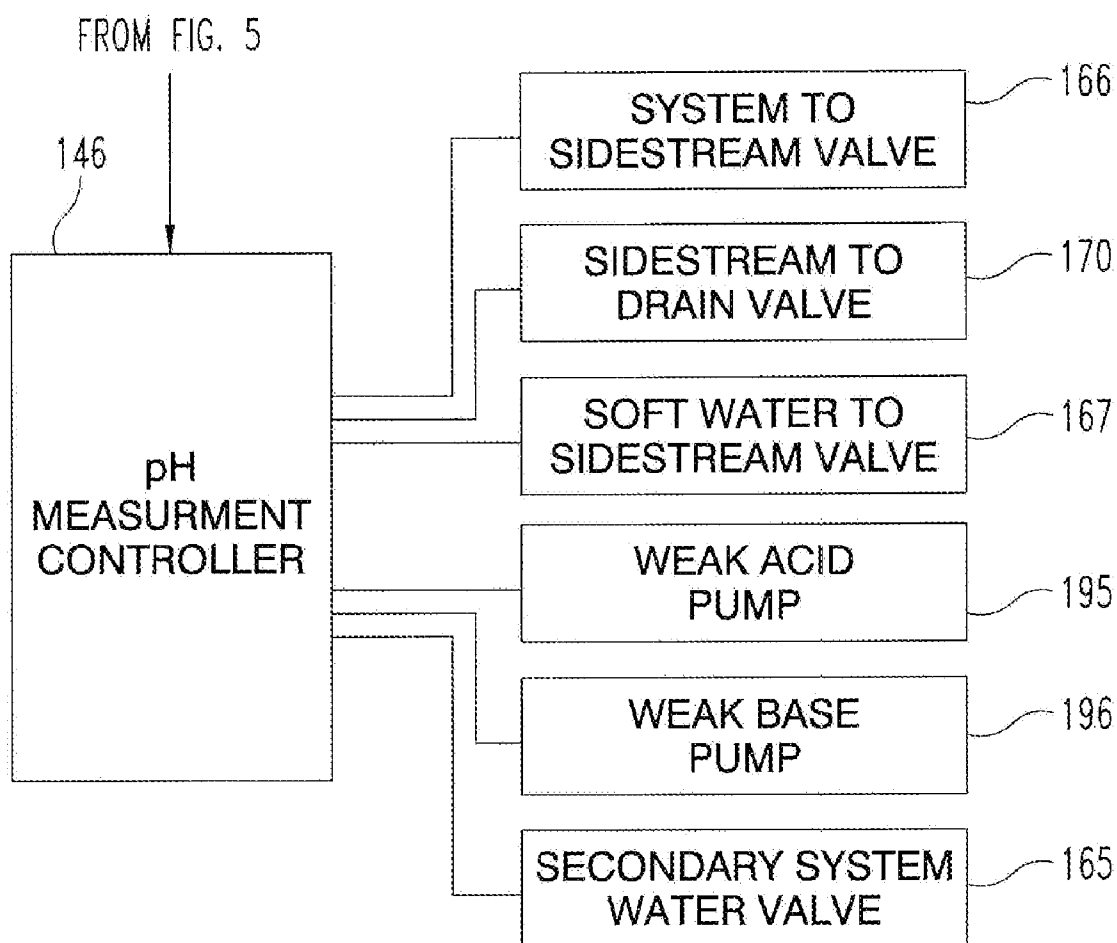 FROM FIG. 5
146
pH
MEASURMENT
CONTROLLER
SYSTEM TO
SIDESTREAM VALVE
166
SIDESTREAM TO
DRAIN VALVE
170
SOFT WATER TO
SIDESTREAM VALVE
167
WEAK ACID
PUMP
195
WEAK BASE
PUMP
196
SECONDARY SYSTEM
WATER VALVE
165